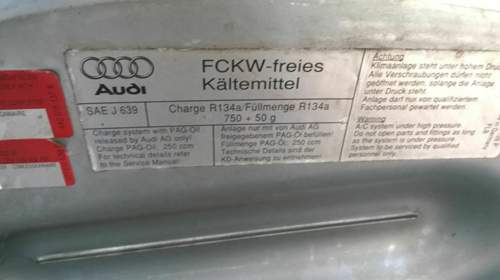 Audi
FCKW-freies
Kältemittel
SAE J 639
Charge R134a/Füllmenge R134a
750 + 50 g
Charge system with PAG-Oil
released by Audi AG only!
Charge PAG-Oil: 250 ccm
For technical details refer
to the Service Manual.
Anlage nur mit von Audi AG
freigegebenem PAG-Öl befüllen!
Füllmenge PAG-ÖL: 250 ccm
Technische Details sind der
KD-Anweisung zu entnehmen.
Achtung
Klimaanlage steht unter hohem Druck
Alle Verschraubungen dürfen nicht
geöffnet werden, solange die Anlage
unter Druck steht.
Anlage darf nur von qualifiziertem
Fachpersonal gewartet werden.
Warning
A/C system under high pressure
Do not open parts and fittings as long
as the system is under pressure.
System to be serviced by qualified
personnel only.